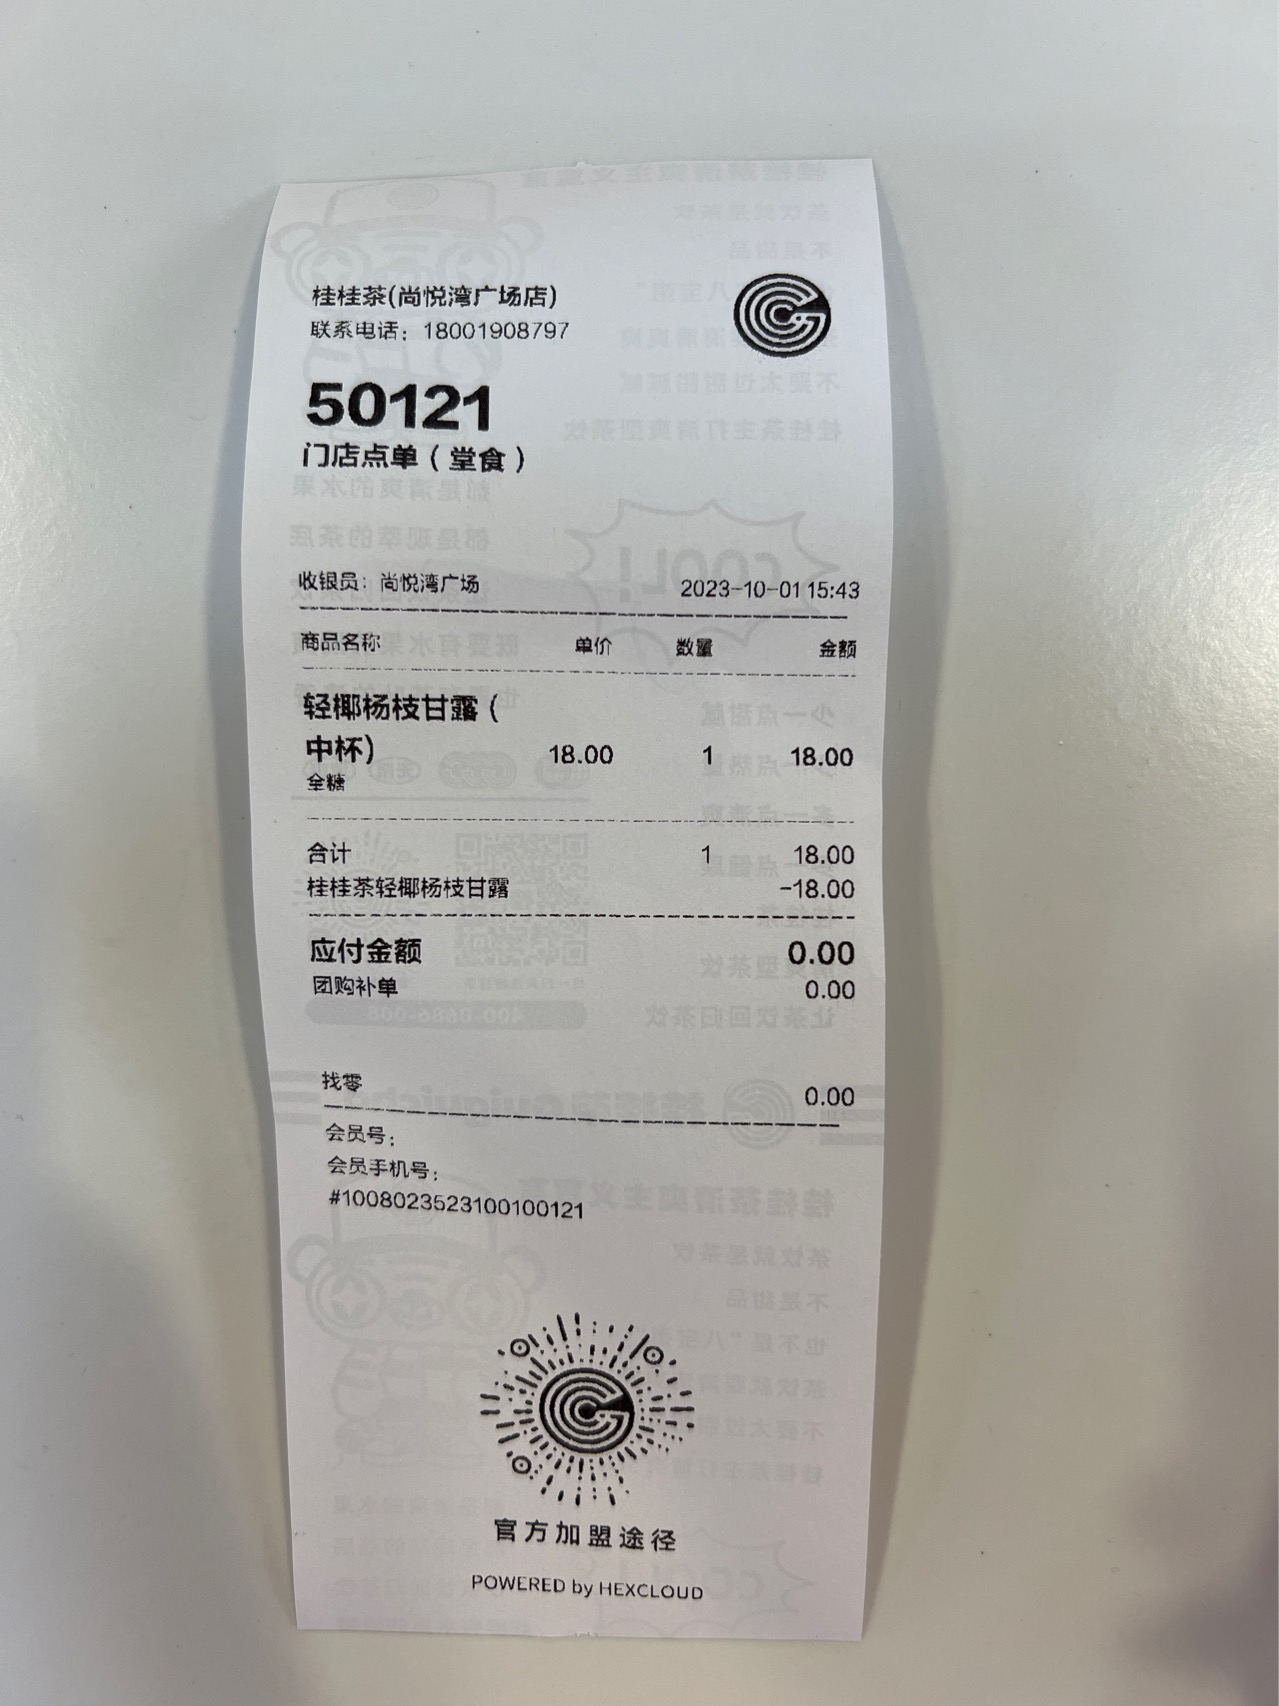 桂桂茶(尚悦湾广场店)
联系电话：18001908797
50121
门店点单（堂食）
收银员：尚悦湾广场 2023-10-01 15:43
商品名称 单价 数量 金额
轻椰杨枝甘露（
中杯） 18.00 1 18.00
全糖
合计 1 18.00
桂桂茶轻椰杨枝甘露 -18.00
应付金额 0.00
团购补单 0.00
找零 0.00
会员号：
会员手机号：
#1008023523100100121
官方加盟途径
POWERED by HEXCLOUD